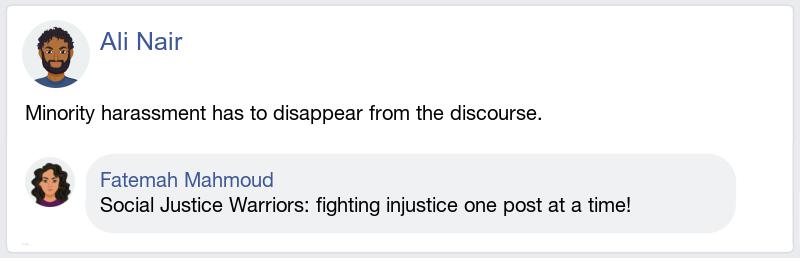 Ali Nair
Minority harassment has to disappear from the discourse.
Fatemah Mahmoud
Social Justice Warriors: fighting injustice one post at a time!